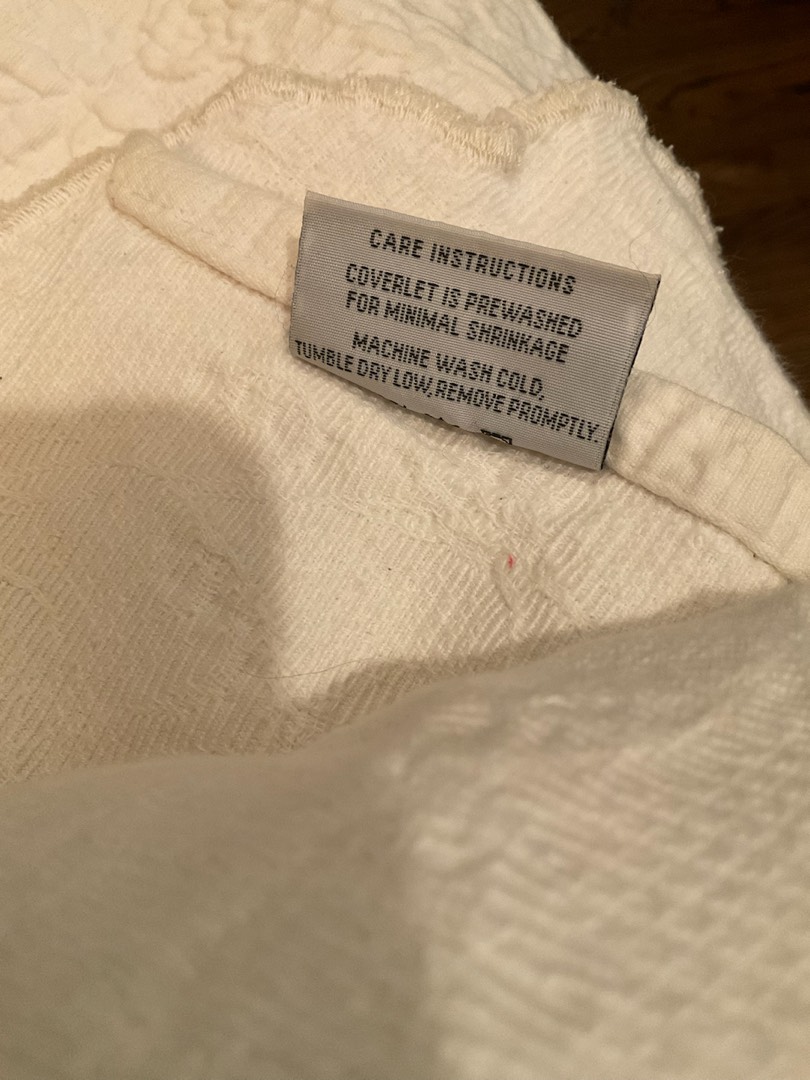 CARE INSTRUCTIONS
COVERLET IS PREWASHED
FOR MINIMAL SHRINKAGE
MACHINE WASH COLD,
TUMBLE DRY LOW, REMOVE PROMPTLY.